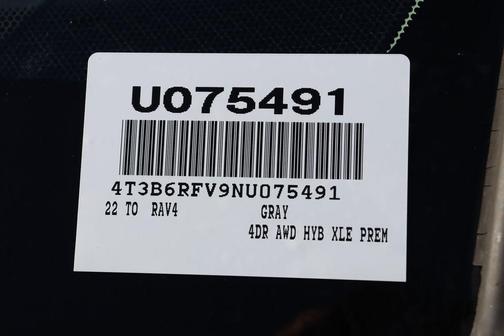 U075491
4T3B6RFV9NU075491
22 TO RAV4 GRAY
4DR AWD HYB XLE PREM